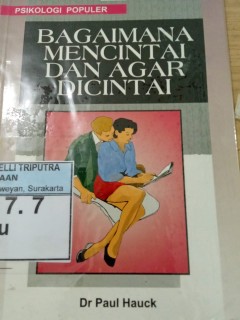 PSIKOLOGI POPULER
BAGAIMANA
MENCINTAI
DAN AGAR
DICINTAI
ELLI TRIPUTRA
AAN
weyan, Surakarta
7.7
u
Dr Paul Hauck